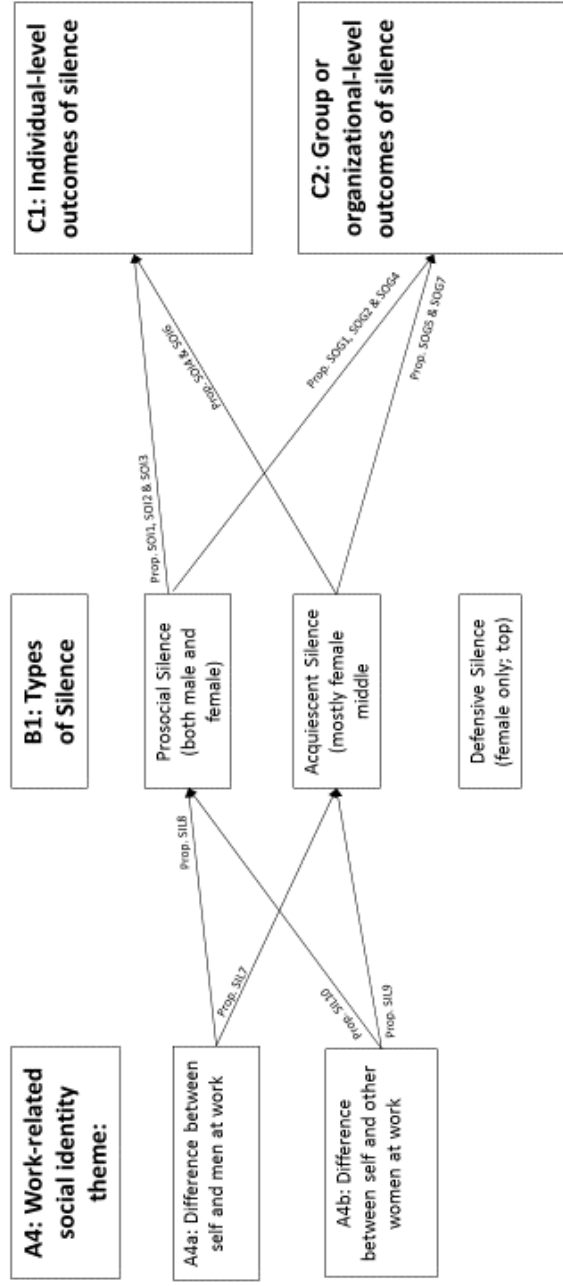 A4: Work-related
social identity
theme:
A4a: Difference between
self and men at work
A4b: Difference
between self and other
women at work
Prop. SIL8
Prop. SIL7
Prop. SIL10
Prop. SIL9
B1: Types
of Silence
Prosocial Silence
(both male and
female)
Acquiescent Silence
(mostly female
middle
Defensive Silence
(female only; top)
Prop. SOI1, SOI2 & SOI3
Prop. SOI4 & SOI6
Prop. SOG1, SOG2 & SOG4
Prop. SOG5 & SOG7
C1: Individual-level
outcomes of silence
C2: Group or
organizational-level
outcomes of silence